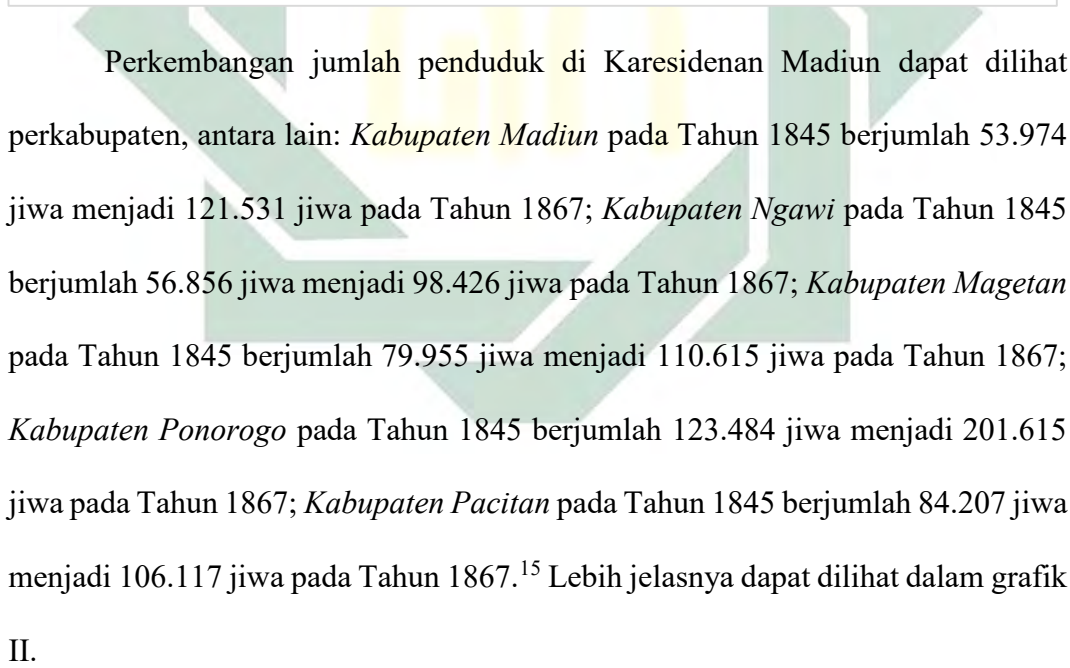 Perkembangan jumlah penduduk di Karesidenan Madiun dapat dilihat
perkabupaten, antara lain: Kabupaten Madiun pada Tahun 1845 berjumlah 53.974
jiwa menjadi 121.531 jiwa pada Tahun 1867; Kabupaten Ngawi pada Tahun 1845
berjumlah 56.856 jiwa menjadi 98.426 jiwa pada Tahun 1867; Kabupaten Magetan
pada Tahun 1845 berjumlah 79.955 jiwa menjadi 110.615 jiwa pada Tahun 1867;
Kabupaten Ponorogo pada Tahun 1845 berjumlah 123.484 jiwa menjadi 201.615
jiwa pada Tahun 1867; Kabupaten Pacitan pada Tahun 1845 berjumlah 84.207 jiwa
menjadi 106.117 jiwa pada Tahun 1867.15 Lebih jelasnya dapat dilihat dalam grafik
II.